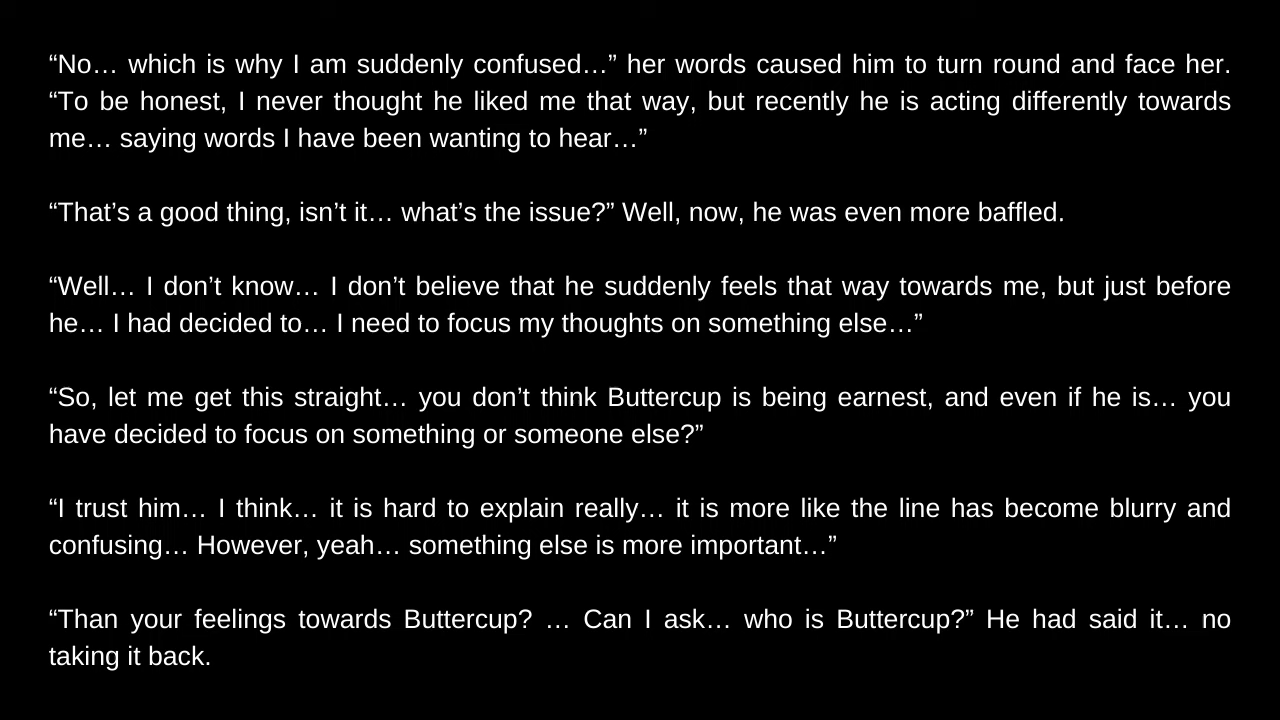 “No… which is why I am suddenly confused…” her words caused him to turn round and face her.
“To be honest, I never thought he liked me that way, but recently he is acting differently towards
me… saying words I have been wanting to hear…”
“That’s a good thing, isn’t it… what’s the issue?” Well, now, he was even more baffled.
“Well… I don’t know… I don’t believe that he suddenly feels that way towards me, but just before
he… I had decided to… I need to focus my thoughts on something else…”
“So, let me get this straight… you don’t think Buttercup is being earnest, and even if he is… you
have decided to focus on something or someone else?”
“I trust him… I think… it is hard to explain really… it is more like the line has become blurry and
confusing… However, yeah… something else is more important…”
“Than your feelings towards Buttercup? … Can I ask… who is Buttercup?” He had said it… no
taking it back.